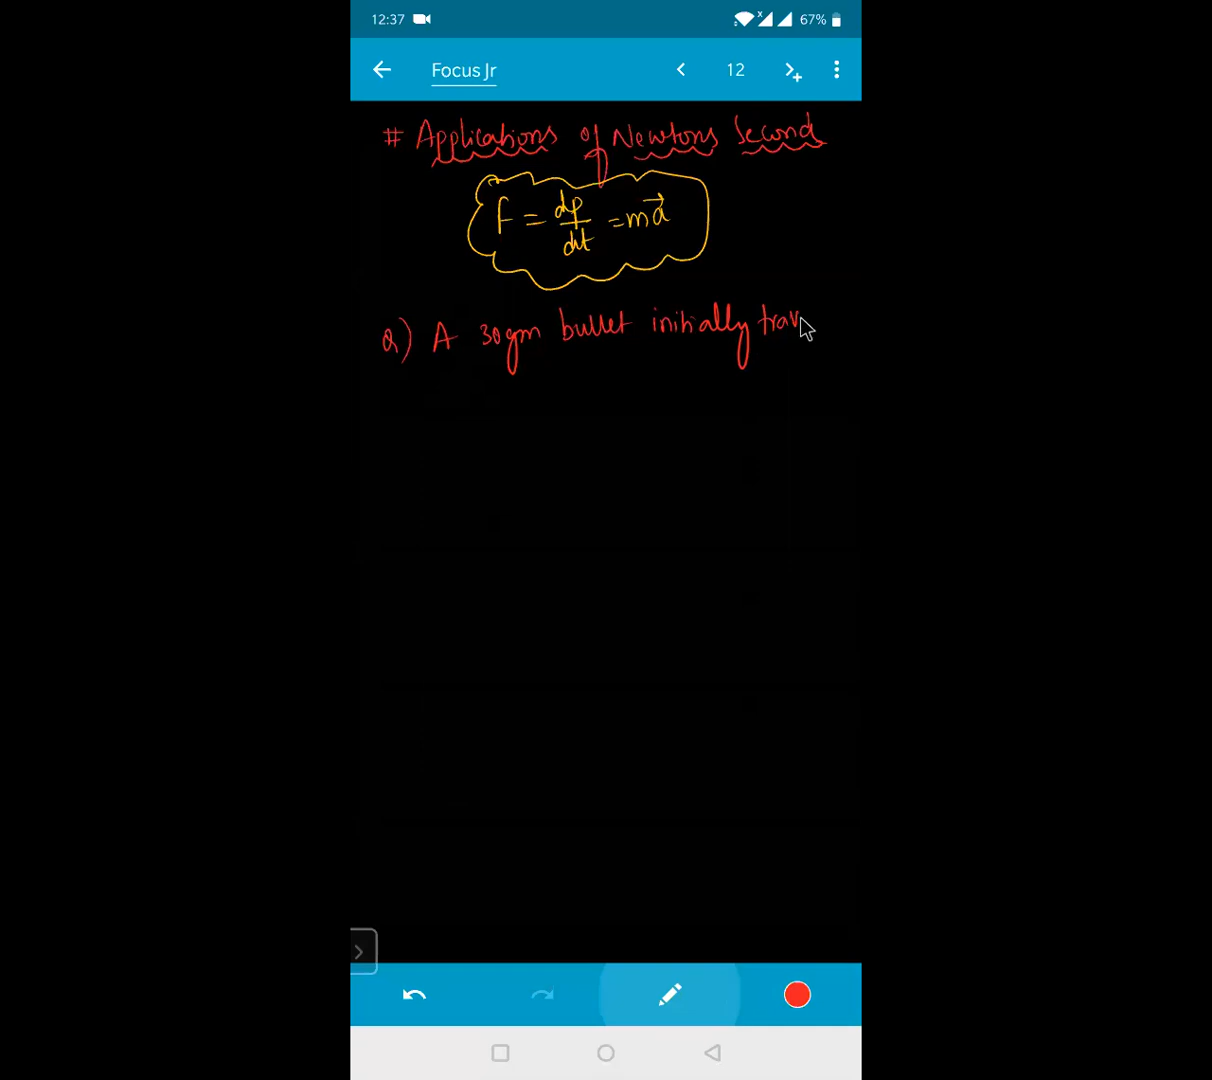 12:37 67%
Focus Jr 12
# Applications of Newtons Second
F = dp/dt = ma⃗
Q) A 30gm bullet initially trav